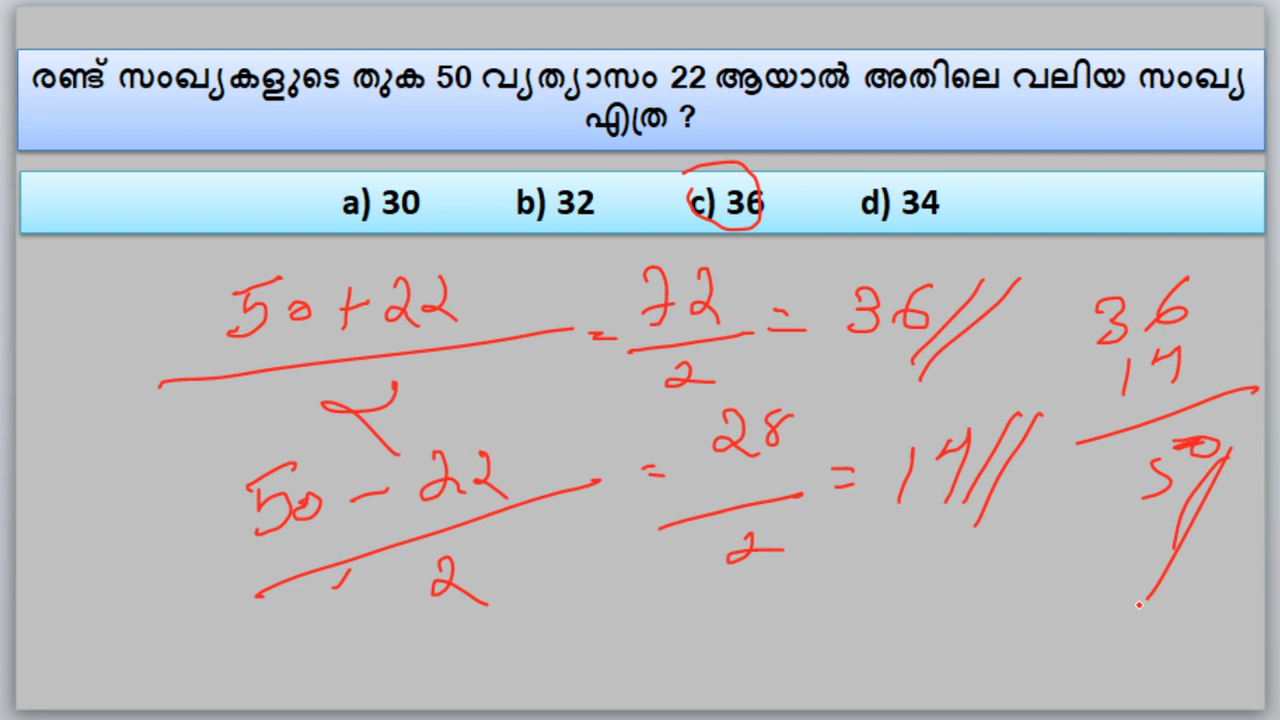 രണ്ട് സംഖ്യകളുടെ തുക 50 വ്യത്യാസം 22 ആയാൽ അതിലെ വലിയ സംഖ്യ
എത്ര ?
a) 30 b) 32 c) 36 d) 34
50 + 22 = 72 = 36 //
2 2
50 - 22 = 28 = 14 //
2 2
36
14
50 //